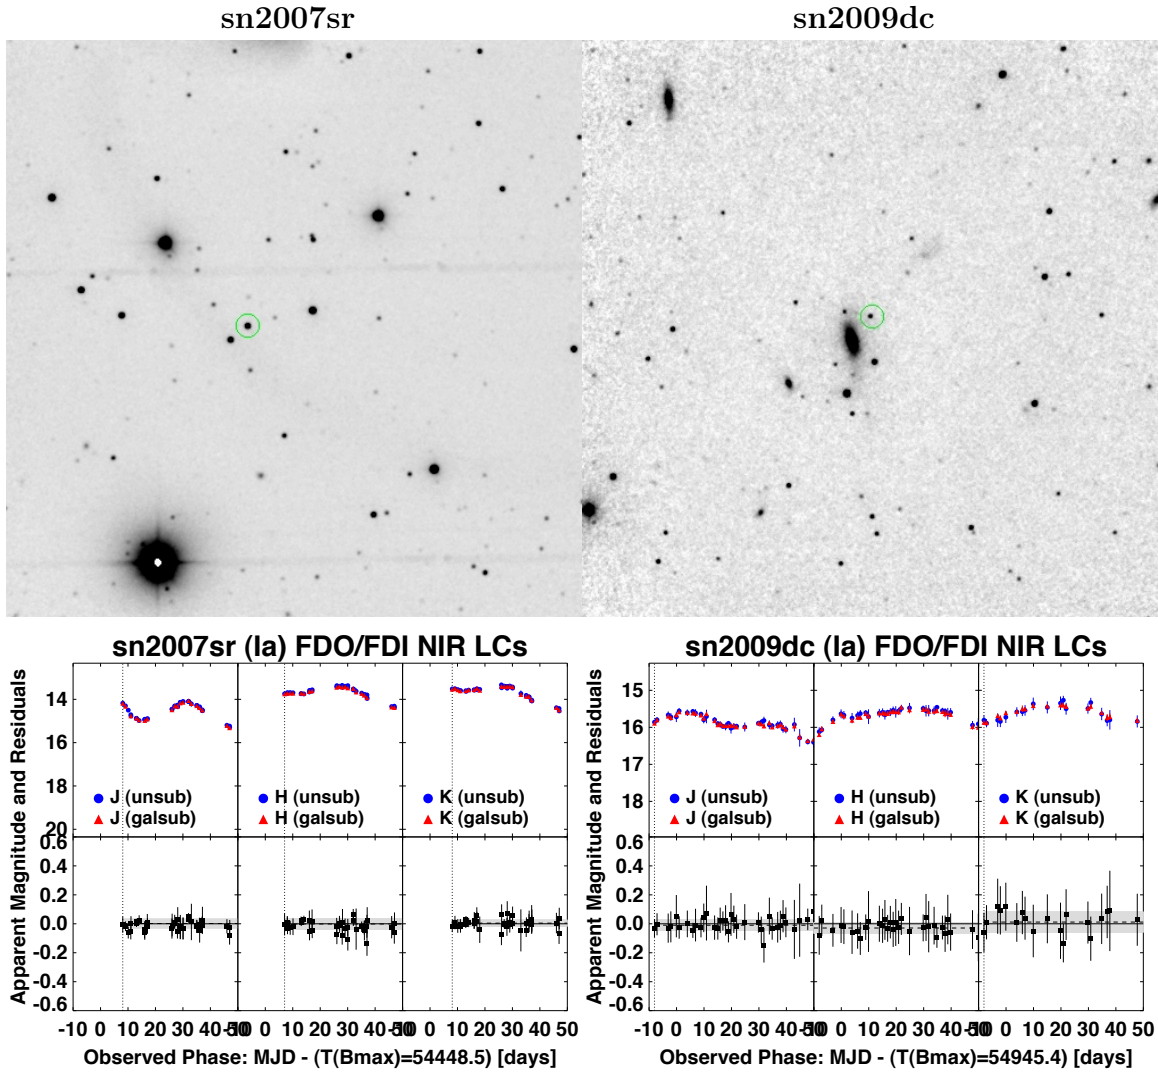 sn2007sr
sn2009dc
sn2007sr (Ia) FDO/FDI NIR LCs
sn2009dc (Ia) FDO/FDI NIR LCs
Apparent Magnitude and Residuals
14
16
18
20
J (unsub)
J (galsub)
H (unsub)
H (galsub)
K (unsub)
K (galsub)
0.6
0.4
0.2
0.0
-0.2
-0.4
-0.6
-10 0 10 20 30 40 50
-10 0 10 20 30 40 50
-10 0 10 20 30 40 50
Observed Phase: MJD - (T(Bmax)=54448.5) [days]
Apparent Magnitude and Residuals
15
16
17
18
J (unsub)
J (galsub)
H (unsub)
H (galsub)
K (unsub)
K (galsub)
0.6
0.4
0.2
0.0
-0.2
-0.4
-0.6
-10 0 10 20 30 40 50
-10 0 10 20 30 40 50
-10 0 10 20 30 40 50
Observed Phase: MJD - (T(Bmax)=54945.4) [days]